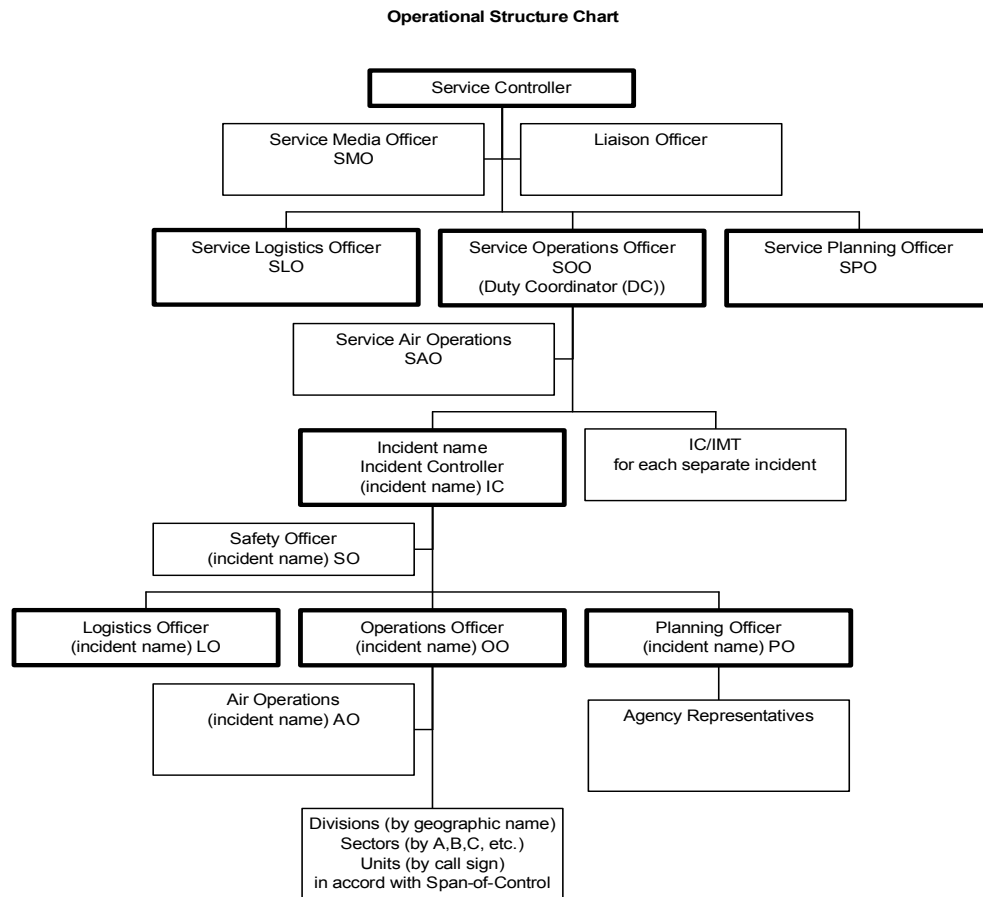 Operational Structure Chart
Service Controller
Service Media Officer
SMO
Liaison Officer
Service Logistics Officer
SLO
Service Operations Officer
SOO
(Duty Coordinator (DC))
Service Planning Officer
SPO
Service Air Operations
SAO
Incident name
Incident Controller
(incident name) IC
IC/IMT
for each separate incident
Safety Officer
(incident name) SO
Logistics Officer
(incident name) LO
Operations Officer
(incident name) OO
Planning Officer
(incident name) PO
Air Operations
(incident name) AO
Agency Representatives
Divisions (by geographic name)
Sectors (by A,B,C, etc.)
Units (by call sign)
in accord with Span-of-Control